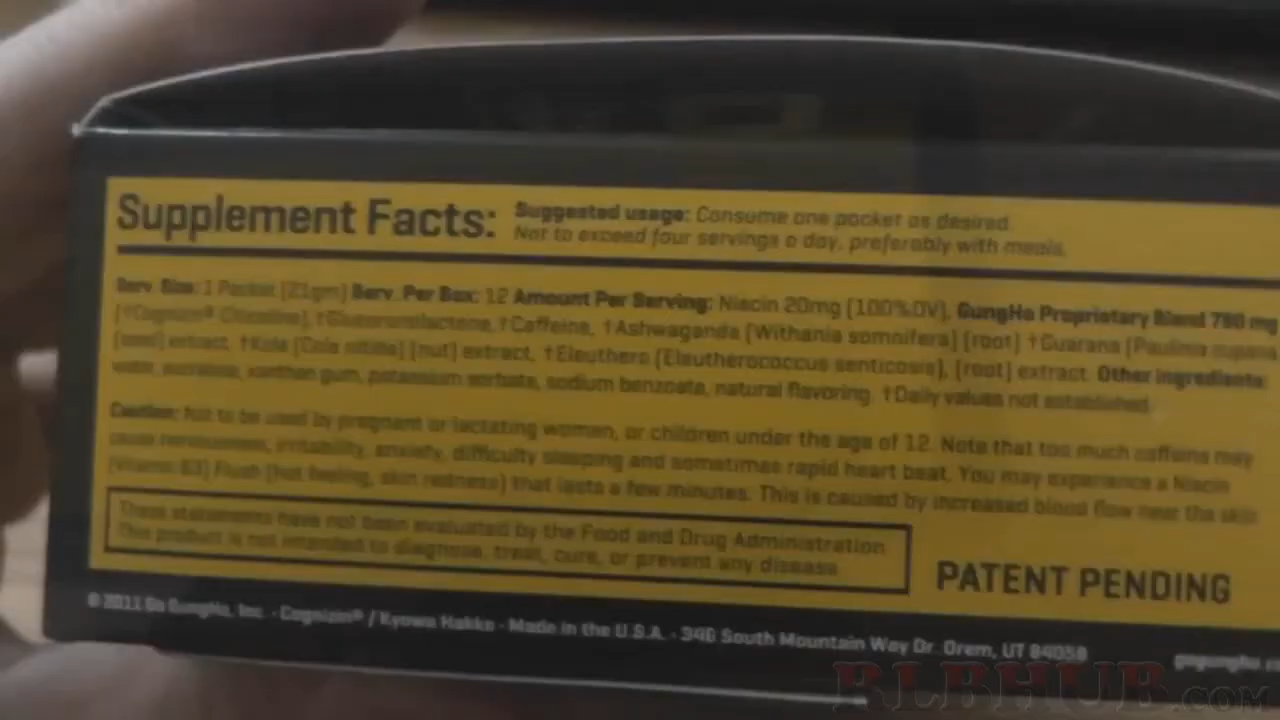 Supplement Facts:
Suggested usage: Consume one packet as desired.
Not to exceed four servings a day, preferably with meals.
Serv. Size: 1 Packet (21gm) Serv. Per Box: 12 Amount Per Serving: Niacin 20mg (100%DV), GungHo Proprietary Blend 780 mg
(†Cognizin® Citicoline), †Glucuronolactone, †Caffeine, †Ashwaganda (Withania somnifera) (root) †Guarana (Paulinia cupana)
(seed) extract, †Kola (Cola nitida) (nut) extract, †Eleuthero (Eleutherococcus senticosis), (root) extract. Other Ingredients:
water, sucralose, xanthan gum, potassium sorbate, sodium benzoate, natural flavoring. †Daily values not established.
Caution: Not to be used by pregnant or lactating women, or children under the age of 12. Note that too much caffeine may
cause nervousness, irritability, anxiety, difficulty sleeping and sometimes rapid heart beat. You may experience a Niacin
(Vitamin B3) Flush (hot feeling, skin redness) that lasts a few minutes. This is caused by increased blood flow near the skin.
These statements have not been evaluated by the Food and Drug Administration
This product is not intended to diagnose, treat, cure, or prevent any disease.
PATENT PENDING
© 2011 Go GungHo, Inc. - Cognizin® / Kyowa Hakko - Made in the U.S.A. - 346 South Mountain Way Dr. Orem, UT 84058
RLBHUB.com